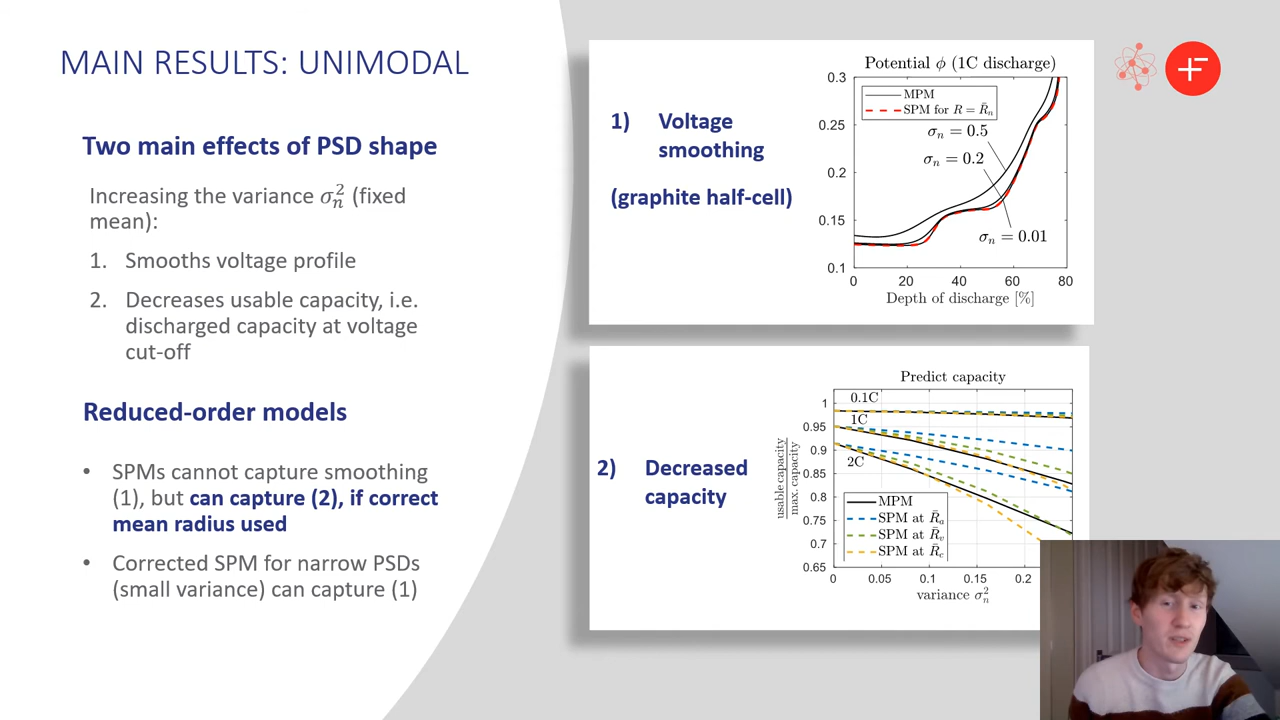 MAIN RESULTS: UNIMODAL
Two main effects of PSD shape
Increasing the variance σₙ² (fixed
mean):
1. Smooths voltage profile
2. Decreases usable capacity, i.e.
discharged capacity at voltage
cut-off
Reduced-order models
• SPMs cannot capture smoothing
(1), but can capture (2), if correct
mean radius used
• Corrected SPM for narrow PSDs
(small variance) can capture (1)
1) Voltage
smoothing
(graphite half-cell)
Potential ϕ (1C discharge)
0.3
0.25
0.2
0.15
0.1
MPM
SPM for R = R̄ₙ
σₙ = 0.5
σₙ = 0.2
σₙ = 0.01
0 20 40 60 80
Depth of discharge [%]
2) Decreased
capacity
Predict capacity
usable capacity
max. capacity
1
0.95
0.9
0.85
0.8
0.75
0.7
0.65
0.1C
1C
2C
MPM
SPM at R̄ₐ
SPM at R̄ᵥ
SPM at R̄c
0 0.05 0.1 0.15 0.2
variance σₙ²